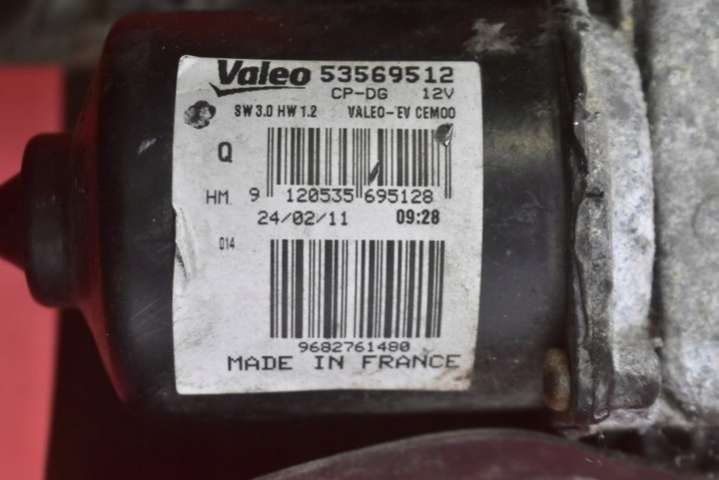 Valeo 53569512
CP-DG 12V
SW 3.0 HW 1.2 VALEO-EV CEMOO
Q
HM. 9 120535 695128
24/02/11 09:28
014
9682761480
MADE IN FRANCE